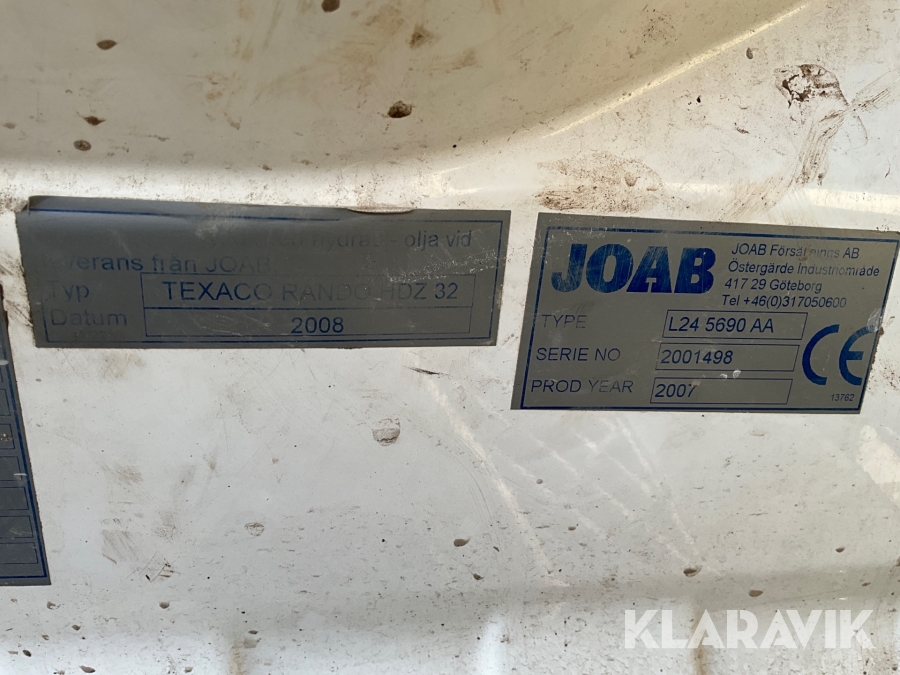 olja vid
leverans från JOAB
Typ TEXACO RANDO HDZ 32
Datum 2008
JOAB
JOAB Försäljnings AB
Östergärde Industriområde
417 29 Göteborg
Tel +46(0)317050600
TYPE L24 5690 AA
SERIE NO 2001498
PROD YEAR 2007
CE
13762
KLARAVIK